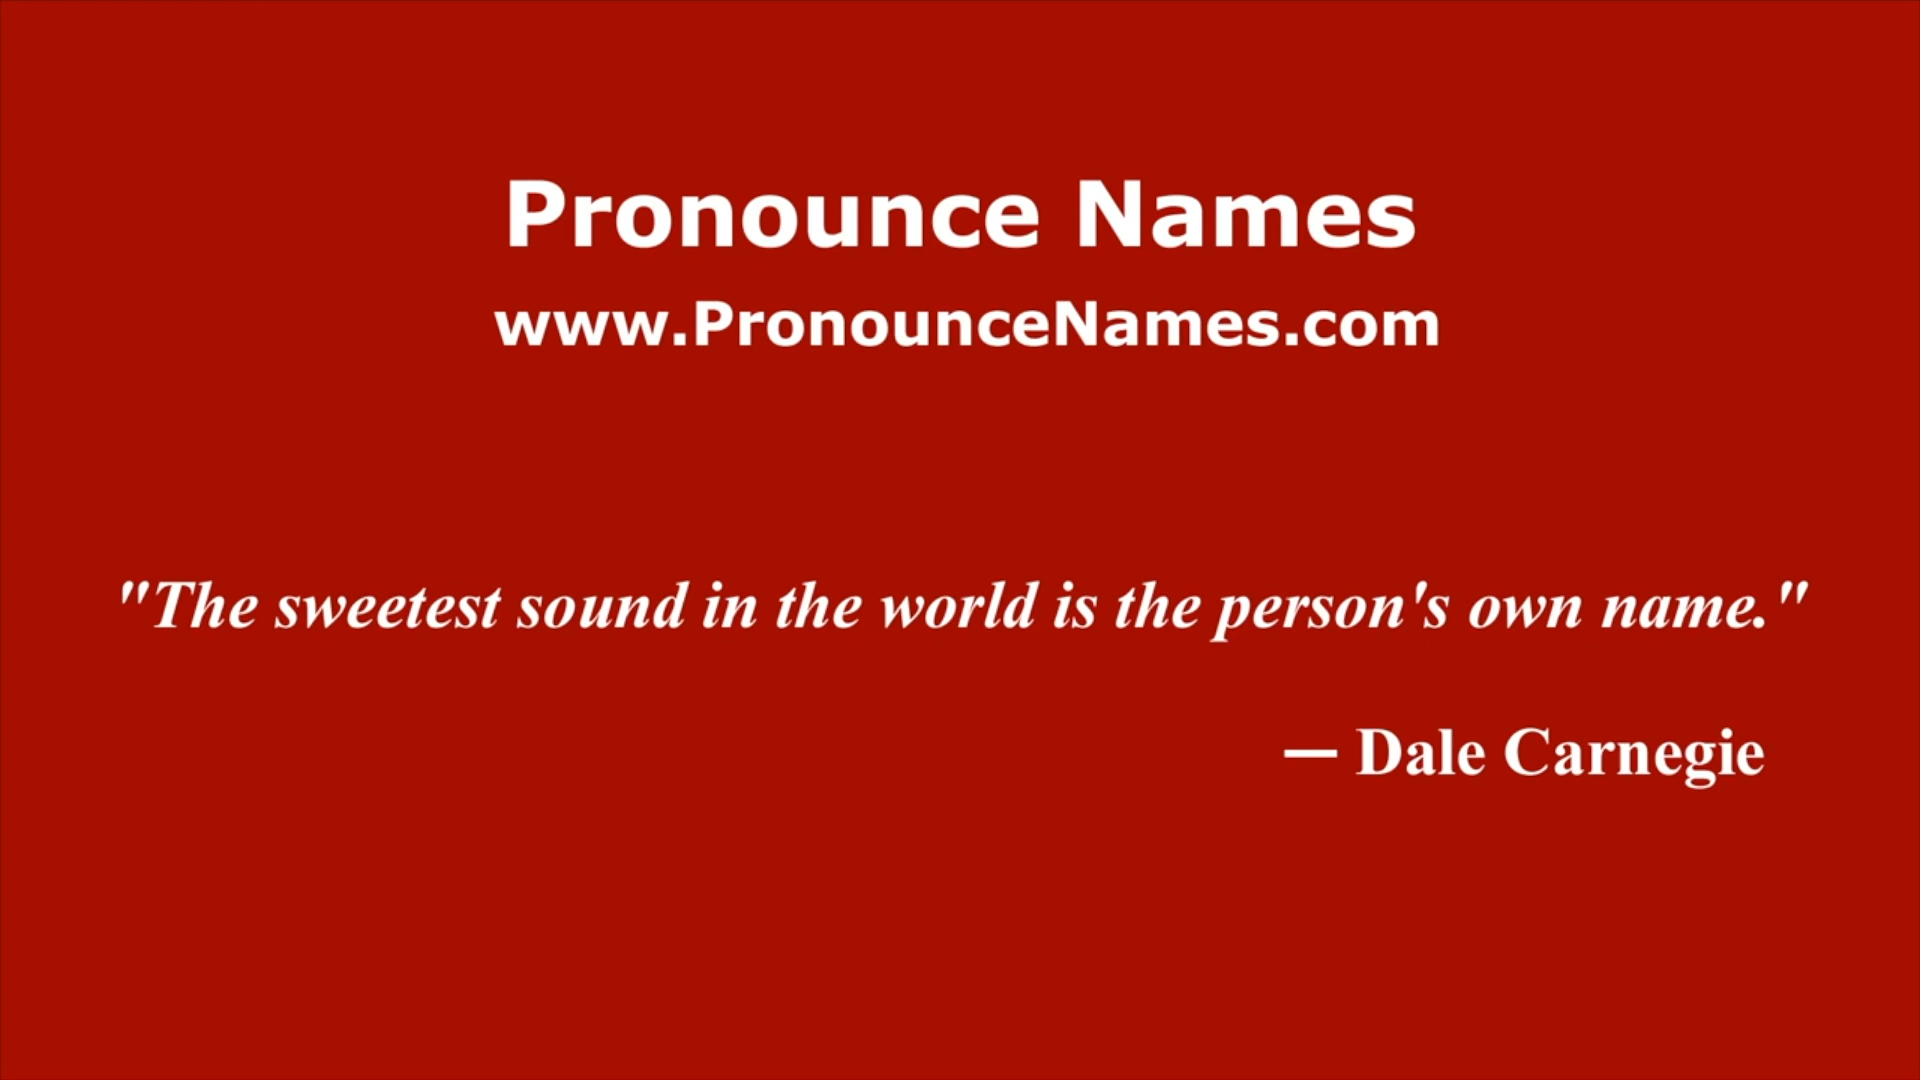 Pronounce Names
www.PronounceNames.com
"The sweetest sound in the world is the person's own name."
— Dale Carnegie